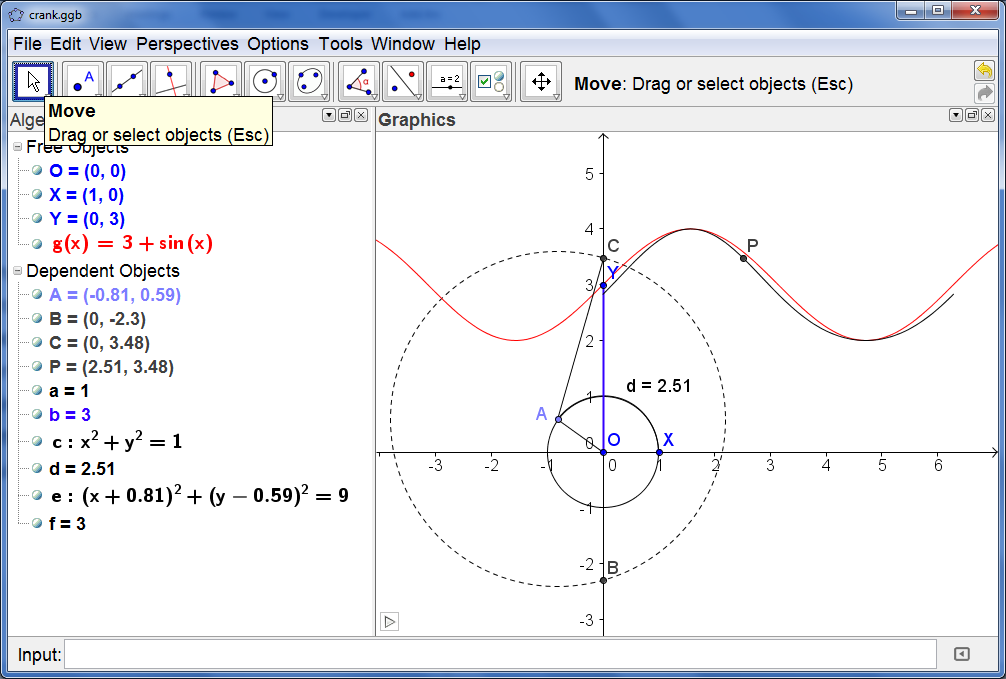 crank.ggb
File Edit View Perspectives Options Tools Window Help
A
α
a = 2
Move: Drag or select objects (Esc)
Move
Drag or select objects (Esc)
Alge
Graphics
Free Objects
O = (0, 0)
X = (1, 0)
Y = (0, 3)
g(x) = 3 + sin(x)
Dependent Objects
A = (-0.81, 0.59)
B = (0, -2.3)
C = (0, 3.48)
P = (2.51, 3.48)
a = 1
b = 3
c : x² + y² = 1
d = 2.51
e : (x + 0.81)² + (y − 0.59)² = 9
f = 3
5
4
C
P
Y
3
2
d = 2.51
1
A
O
X
0
-3 -2 -1 0 1 2 3 4 5 6
-1
-2
B
-3
Input: